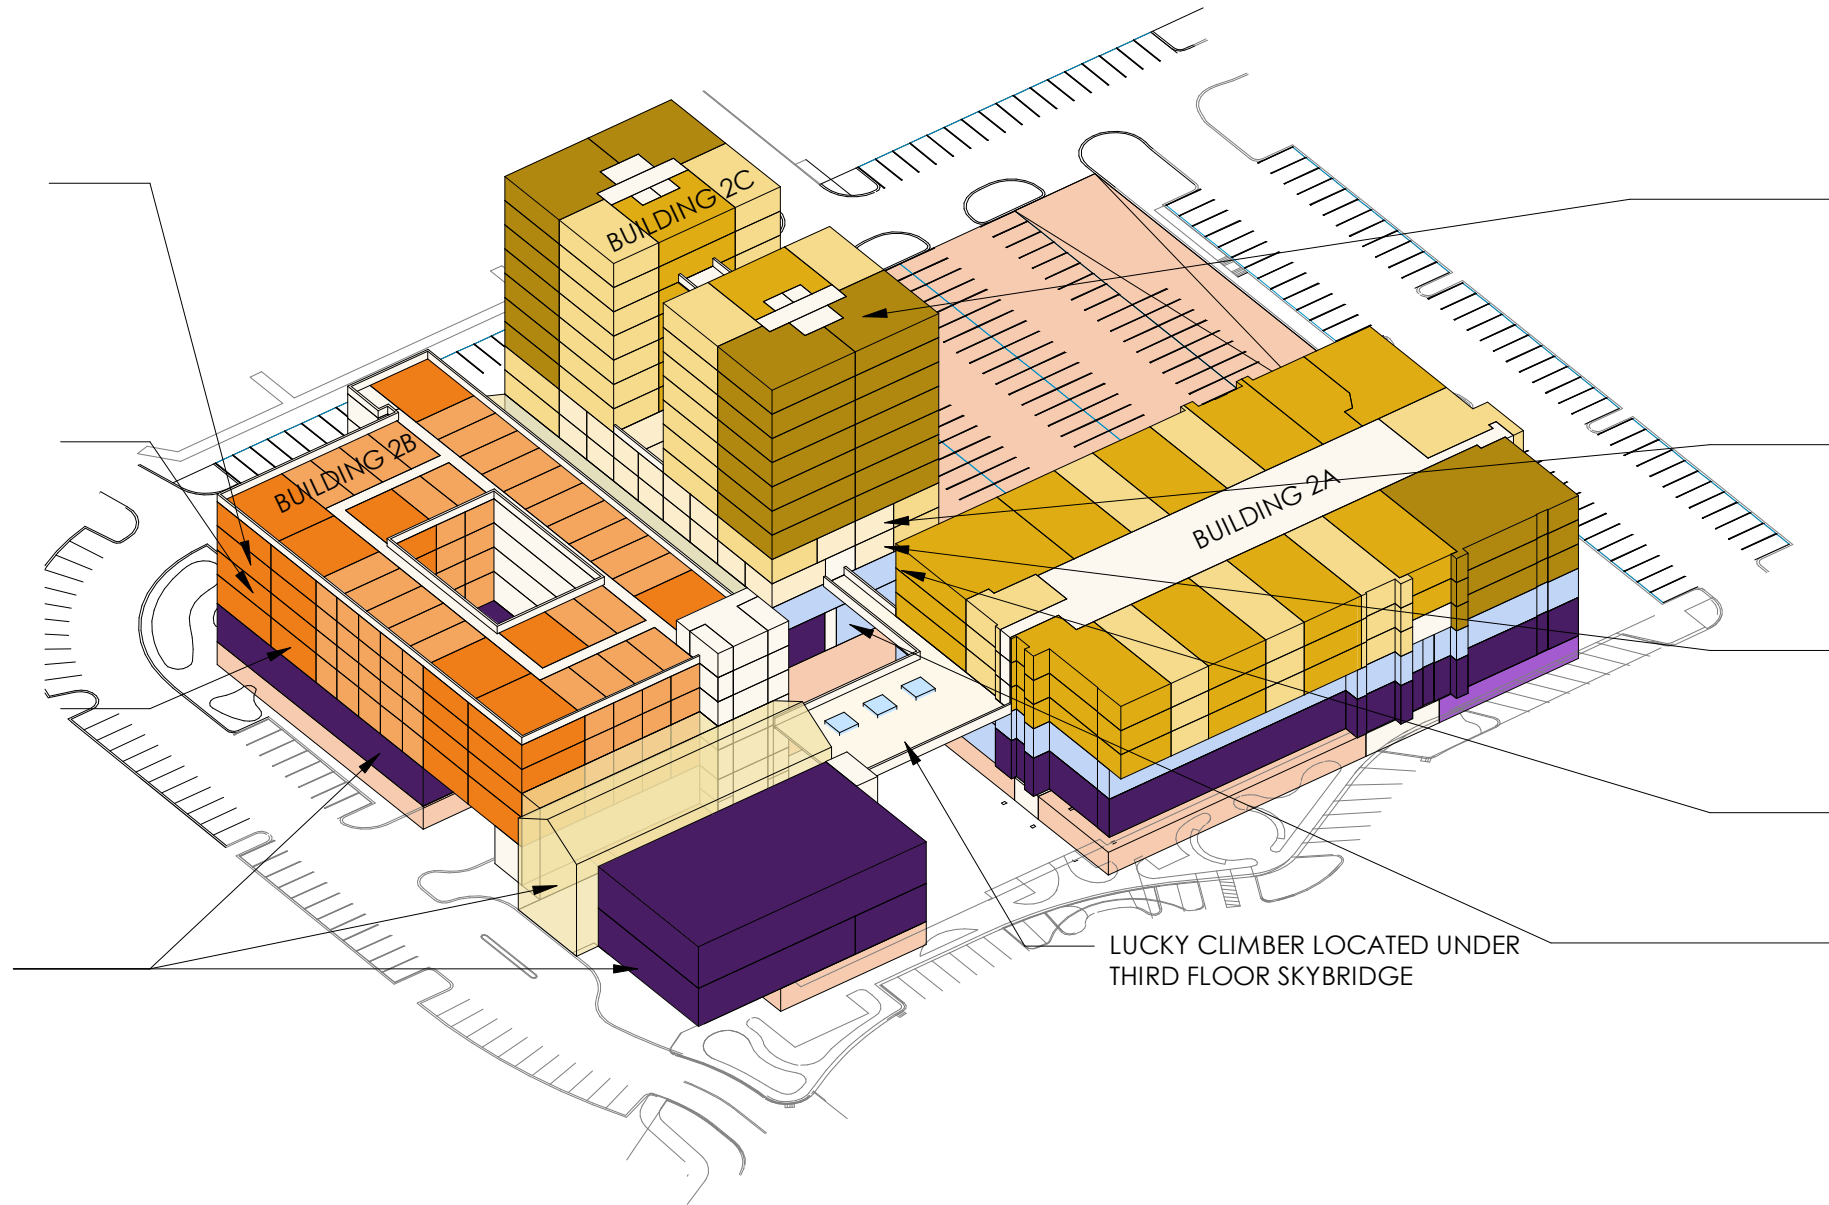 BUILDING 2C
BUILDING 2B
BUILDING 2A
LUCKY CLIMBER LOCATED UNDER
THIRD FLOOR SKYBRIDGE